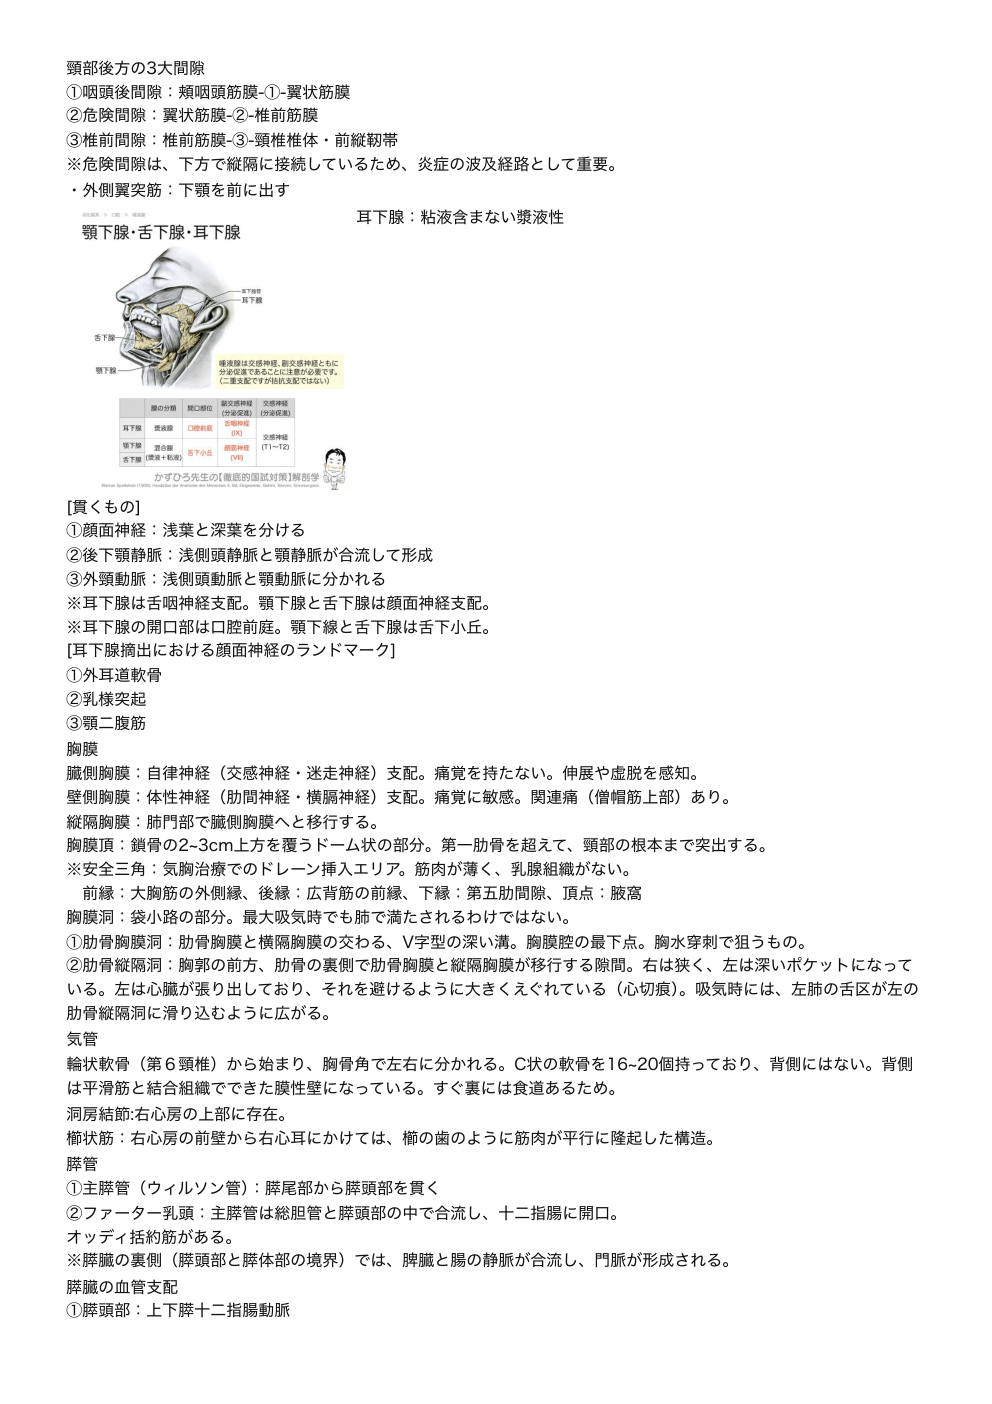 頸部後方の3大間隙
①咽頭後間隙：頬咽頭筋膜-①-翼状筋膜
②危険間隙：翼状筋膜-②-椎前筋膜
③椎前間隙：椎前筋膜-③-頸椎椎体・前縦靭帯
※危険間隙は、下方で縦隔に接続しているため、炎症の波及経路として重要。
・外側翼突筋：下顎を前に出す
耳下腺：粘液含まない漿液性
顎下腺･舌下腺･耳下腺
耳下腺管
耳下腺
舌下腺
顎下腺
唾液腺は交感神経、副交感神経ともに
分泌促進であることに注意が必要です。
（二重支配ですが拮抗支配ではない）
腺の分類 開口部位 副交感神経(分泌促進) 交感神経(分泌促進)
耳下腺 漿液腺 口腔前庭 舌咽神経(IX) 交感神経(T1〜T2)
顎下腺 混合腺(漿液＋粘液) 舌下小丘 顔面神経(VII)
舌下腺
かずひろ先生の【徹底的国試対策】解剖学
[貫くもの]
①顔面神経：浅葉と深葉を分ける
②後下顎静脈：浅側頭静脈と顎静脈が合流して形成
③外頸動脈：浅側頭動脈と顎動脈に分かれる
※耳下腺は舌咽神経支配。顎下腺と舌下腺は顔面神経支配。
※耳下腺の開口部は口腔前庭。顎下線と舌下腺は舌下小丘。
[耳下腺摘出における顔面神経のランドマーク]
①外耳道軟骨
②乳様突起
③顎二腹筋
胸膜
臓側胸膜：自律神経（交感神経・迷走神経）支配。痛覚を持たない。伸展や虚脱を感知。
壁側胸膜：体性神経（肋間神経・横膈神経）支配。痛覚に敏感。関連痛（僧帽筋上部）あり。
縦隔胸膜：肺門部で臓側胸膜へと移行する。
胸膜頂：鎖骨の2~3cm上方を覆うドーム状の部分。第一肋骨を超えて、頸部の根本まで突出する。
※安全三角：気胸治療でのドレーン挿入エリア。筋肉が薄く、乳腺組織がない。
　前縁：大胸筋の外側縁、後縁：広背筋の前縁、下縁：第五肋間隙、頂点：腋窩
胸膜洞：袋小路の部分。最大吸気時でも肺で満たされるわけではない。
①肋骨胸膜洞：肋骨胸膜と横隔胸膜の交わる、V字型の深い溝。胸膜腔の最下点。胸水穿刺で狙うもの。
②肋骨縦隔洞：胸郭の前方、肋骨の裏側で肋骨胸膜と縦隔胸膜が移行する隙間。右は狭く、左は深いポケットになって
いる。左は心臓が張り出しており、それを避けるように大きくえぐれている（心切痕）。吸気時には、左肺の舌区が左の
肋骨縦隔洞に滑り込むように広がる。
気管
輪状軟骨（第６頸椎）から始まり、胸骨角で左右に分かれる。C状の軟骨を16~20個持っており、背側にはない。背側
は平滑筋と結合組織でできた膜性壁になっている。すぐ裏には食道あるため。
洞房結節:右心房の上部に存在。
櫛状筋：右心房の前壁から右心耳にかけては、櫛の歯のように筋肉が平行に隆起した構造。
膵管
①主膵管（ウィルソン管）：膵尾部から膵頭部を貫く
②ファーター乳頭：主膵管は総胆管と膵頭部の中で合流し、十二指腸に開口。
オッディ括約筋がある。
※膵臓の裏側（膵頭部と膵体部の境界）では、脾臓と腸の静脈が合流し、門脈が形成される。
膵臓の血管支配
①膵頭部：上下膵十二指腸動脈